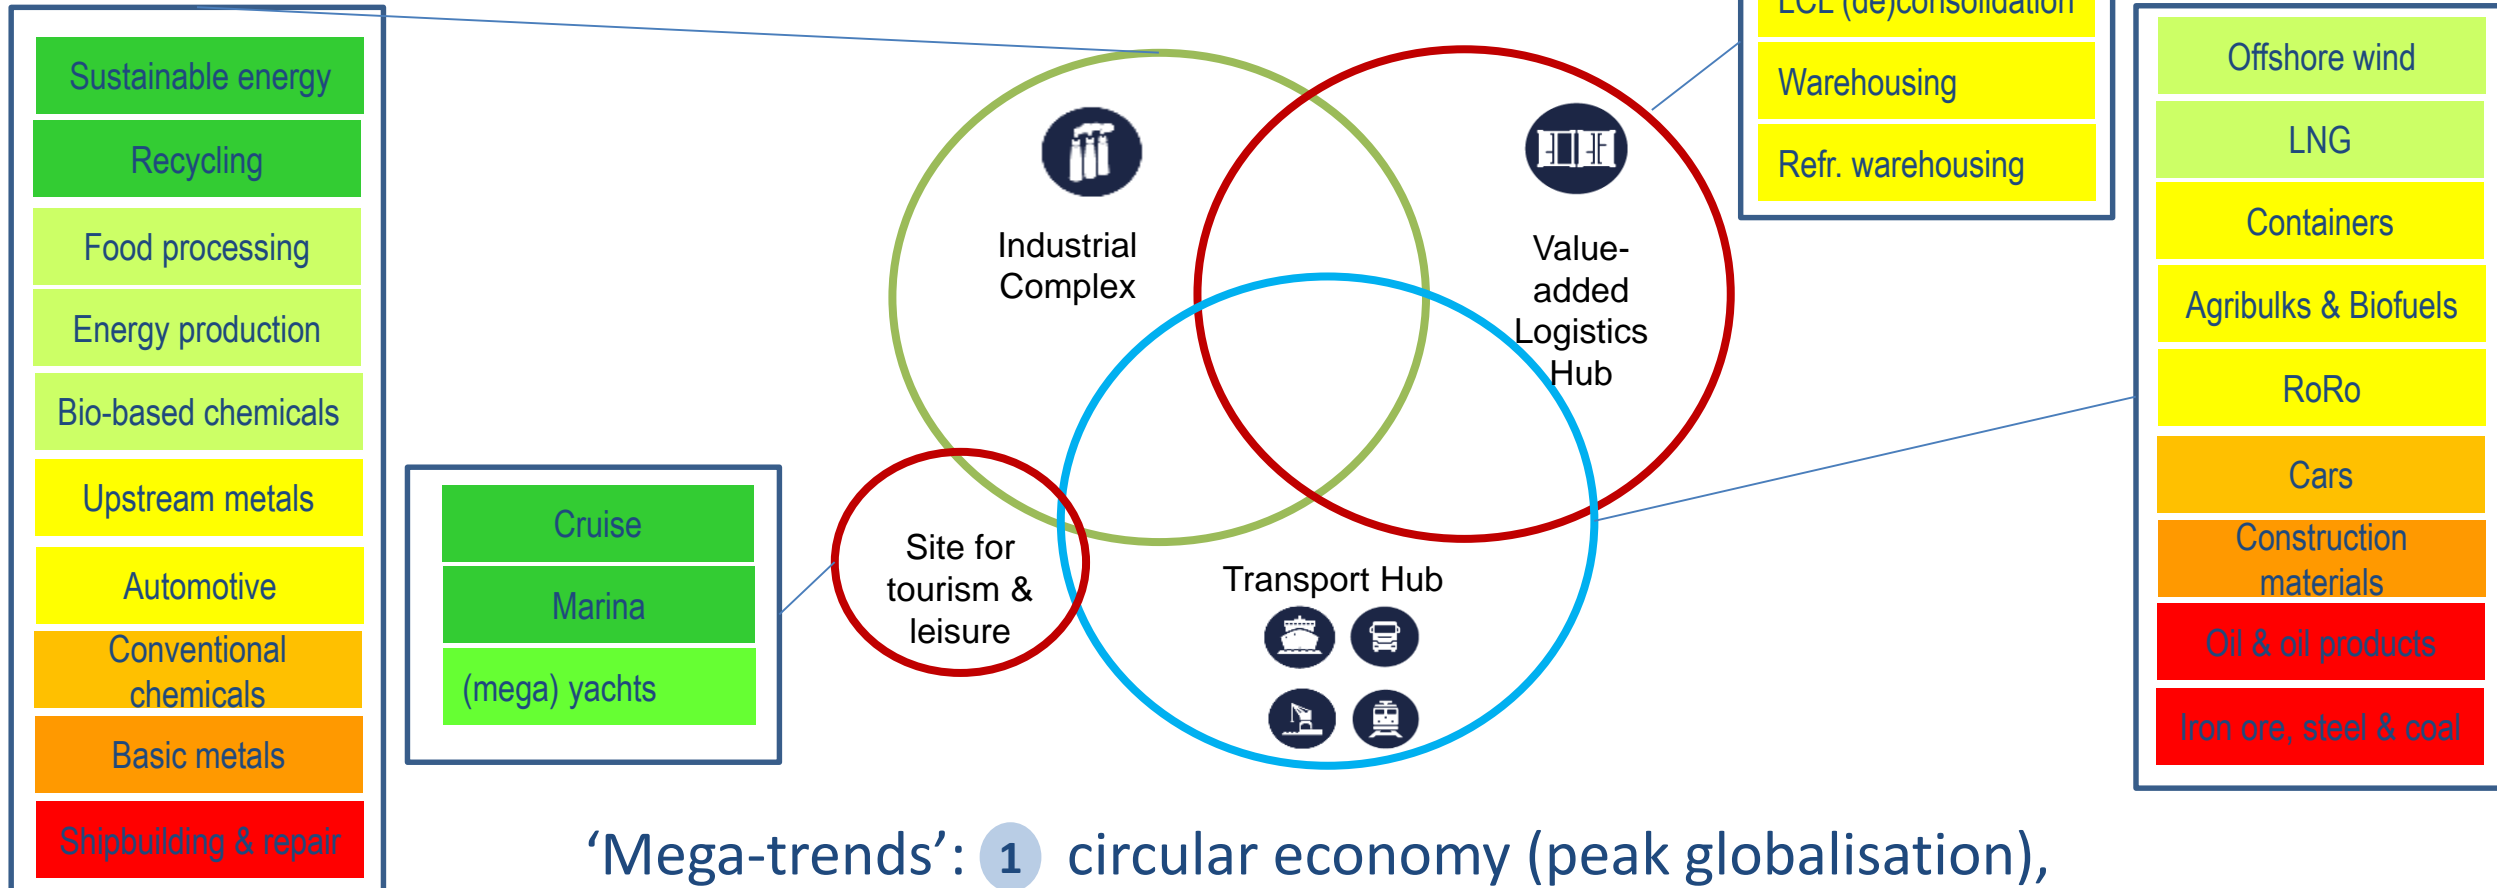 Sustainable energy
Recycling
Food processing
Energy production
Bio-based chemicals
Upstream metals
Automotive
Conventional
chemicals
Basic metals
Shipbuilding & repair
Cruise
Marina
(mega) yachts
Industrial
Complex
Value-
added
Logistics
Hub
Site for
tourism &
leisure
Transport Hub
LCL (de)consolidation
Warehousing
Refr. warehousing
Offshore wind
LNG
Containers
Agribulks & Biofuels
RoRo
Cars
Construction
materials
Oil & oil products
Iron ore, steel & coal
‘Mega-trends’: 1 circular economy (peak globalisation),